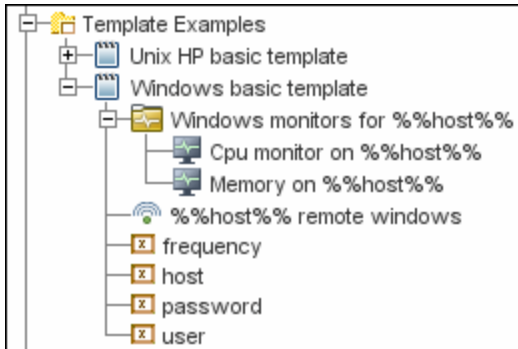 Template Examples
Unix HP basic template
Windows basic template
Windows monitors for %%host%%
Cpu monitor on %%host%%
Memory on %%host%%
%%host%% remote windows
frequency
host
password
user